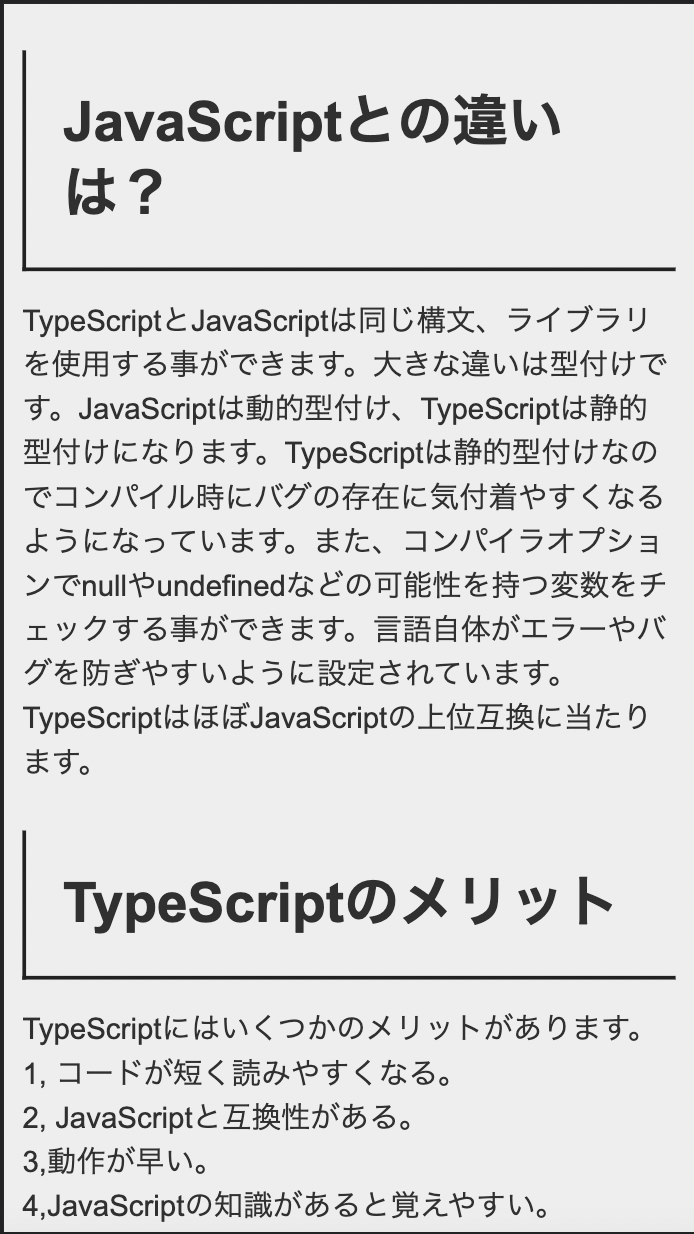 JavaScriptとの違い
は？
TypeScriptとJavaScriptは同じ構文、ライブラリ
を使用する事ができます。大きな違いは型付けで
す。JavaScriptは動的型付け、TypeScriptは静的
型付けになります。TypeScriptは静的型付けなの
でコンパイル時にバグの存在に気付着やすくなる
ようになっています。また、コンパイラオプショ
ンでnullやundefinedなどの可能性を持つ変数をチ
ェックする事ができます。言語自体がエラーやバ
グを防ぎやすいように設定されています。
TypeScriptはほぼJavaScriptの上位互換に当たり
ます。
TypeScriptのメリット
TypeScriptにはいくつかのメリットがあります。
1, コードが短く読みやすくなる。
2, JavaScriptと互換性がある。
3,動作が早い。
4,JavaScriptの知識があると覚えやすい。